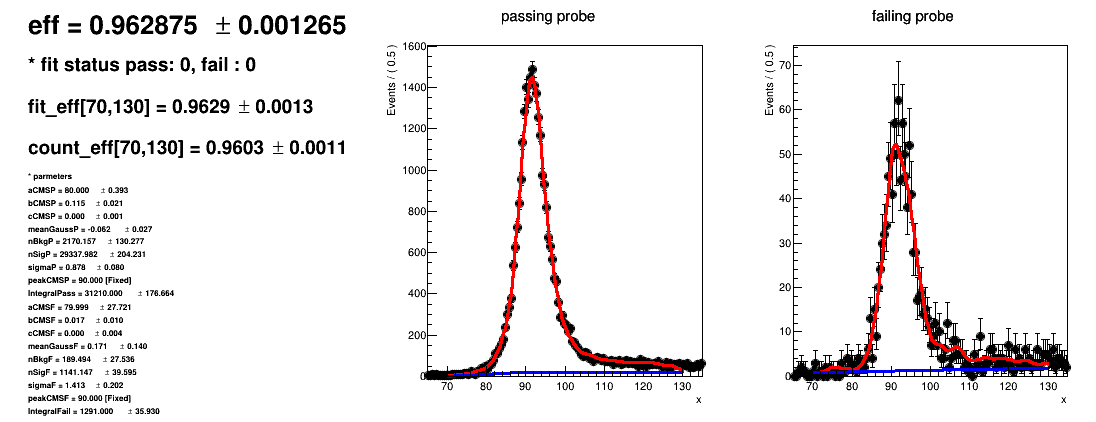 eff = 0.962875 ± 0.001265
* fit status pass: 0, fail : 0
fit_eff[70,130] = 0.9629 ± 0.0013
count_eff[70,130] = 0.9603 ± 0.0011
* parmeters
aCMSP = 80.000 ± 0.393
bCMSP = 0.115 ± 0.021
cCMSP = 0.000 ± 0.001
meanGaussP = -0.062 ± 0.027
nBkgP = 2170.157 ± 130.277
nSigP = 29337.982 ± 204.231
sigmaP = 0.878 ± 0.080
peakCMSP = 90.000 [Fixed]
IntegralPass = 31210.000 ± 176.664
aCMSF = 79.999 ± 27.721
bCMSF = 0.017 ± 0.010
cCMSF = 0.000 ± 0.004
meanGaussF = 0.171 ± 0.140
nBkgF = 189.494 ± 27.536
nSigF = 1141.147 ± 39.595
sigmaF = 1.413 ± 0.202
peakCMSF = 90.000 [Fixed]
IntegralFail = 1291.000 ± 35.930
passing probe
Events / ( 0.5 )
1600
1400
1200
1000
800
600
400
200
0
70 80 90 100 110 120 130
x
failing probe
Events / ( 0.5 )
70
60
50
40
30
20
10
0
70 80 90 100 110 120 130
x